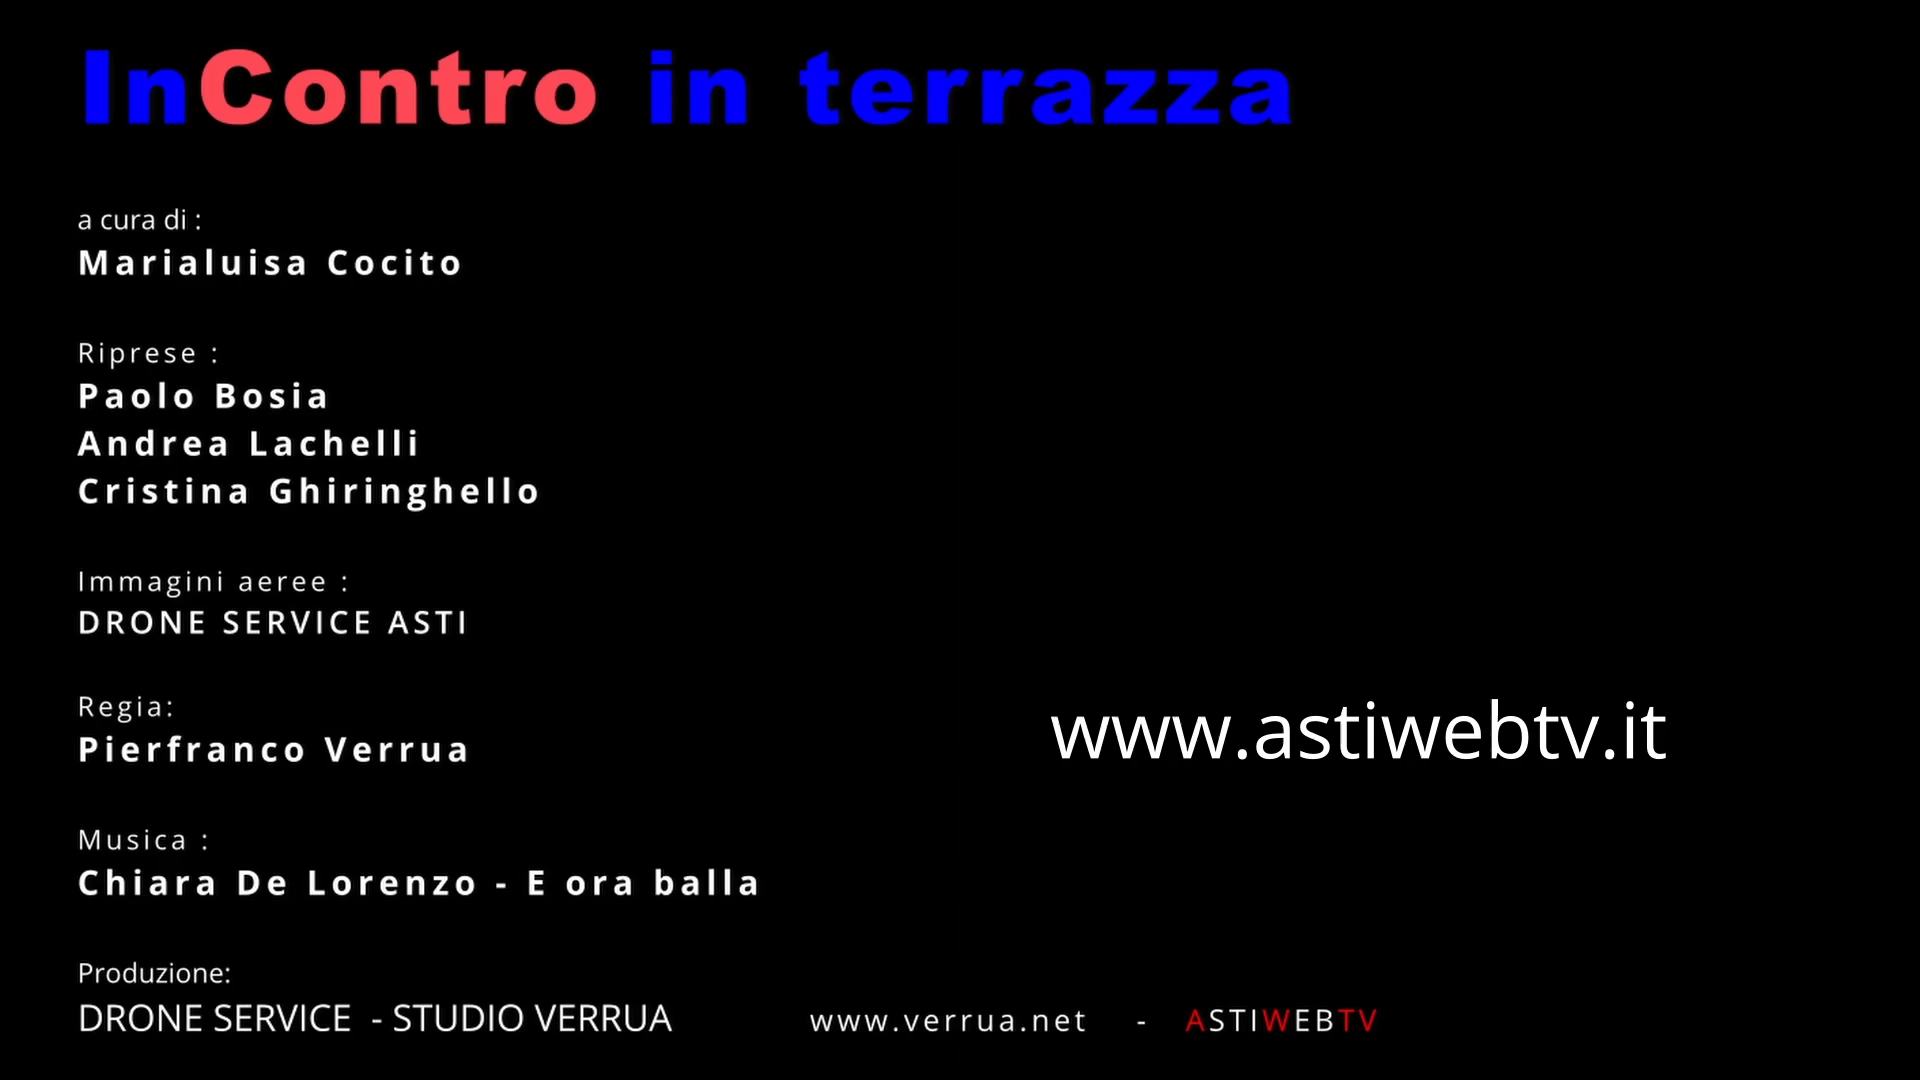 InContro in terrazza
a cura di :
Marialuisa Cocito
Riprese :
Paolo Bosia
Andrea Lachelli
Cristina Ghiringhello
Immagini aeree :
DRONE SERVICE ASTI
Regia:
Pierfranco Verrua
www.astiwebtv.it
Musica :
Chiara De Lorenzo - E ora balla
Produzione:
DRONE SERVICE - STUDIO VERRUA www.verrua.net - ASTIWEBTV